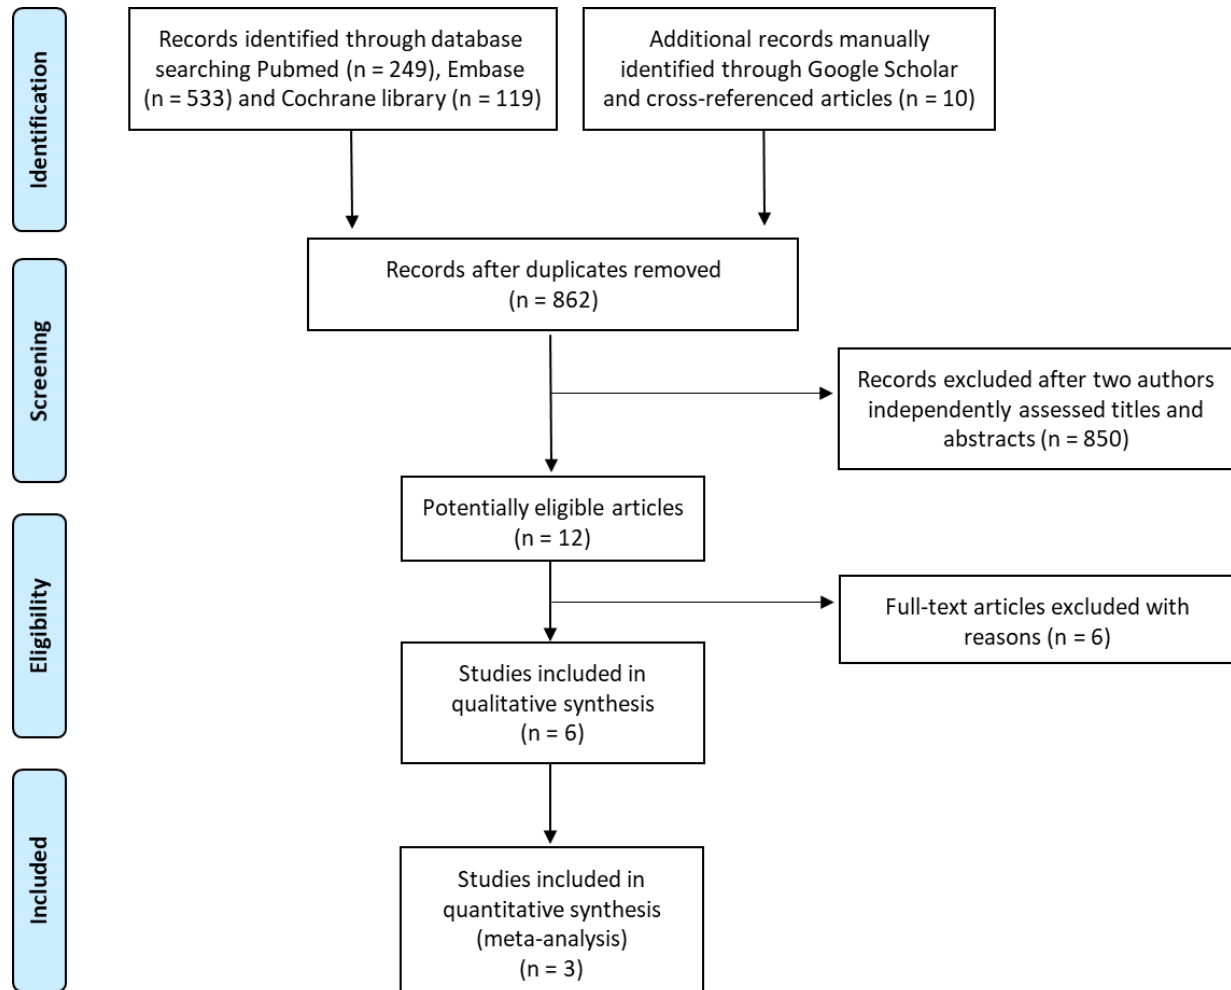 Identification
Records identified through database
searching Pubmed (n = 249), Embase
(n = 533) and Cochrane library (n = 119)
Additional records manually
identified through Google Scholar
and cross-referenced articles (n = 10)
Records after duplicates removed
(n = 862)
Screening
Records excluded after two authors
independently assessed titles and
abstracts (n = 850)
Potentially eligible articles
(n = 12)
Eligibility
Full-text articles excluded with
reasons (n = 6)
Studies included in
qualitative synthesis
(n = 6)
Included
Studies included in
quantitative synthesis
(meta-analysis)
(n = 3)